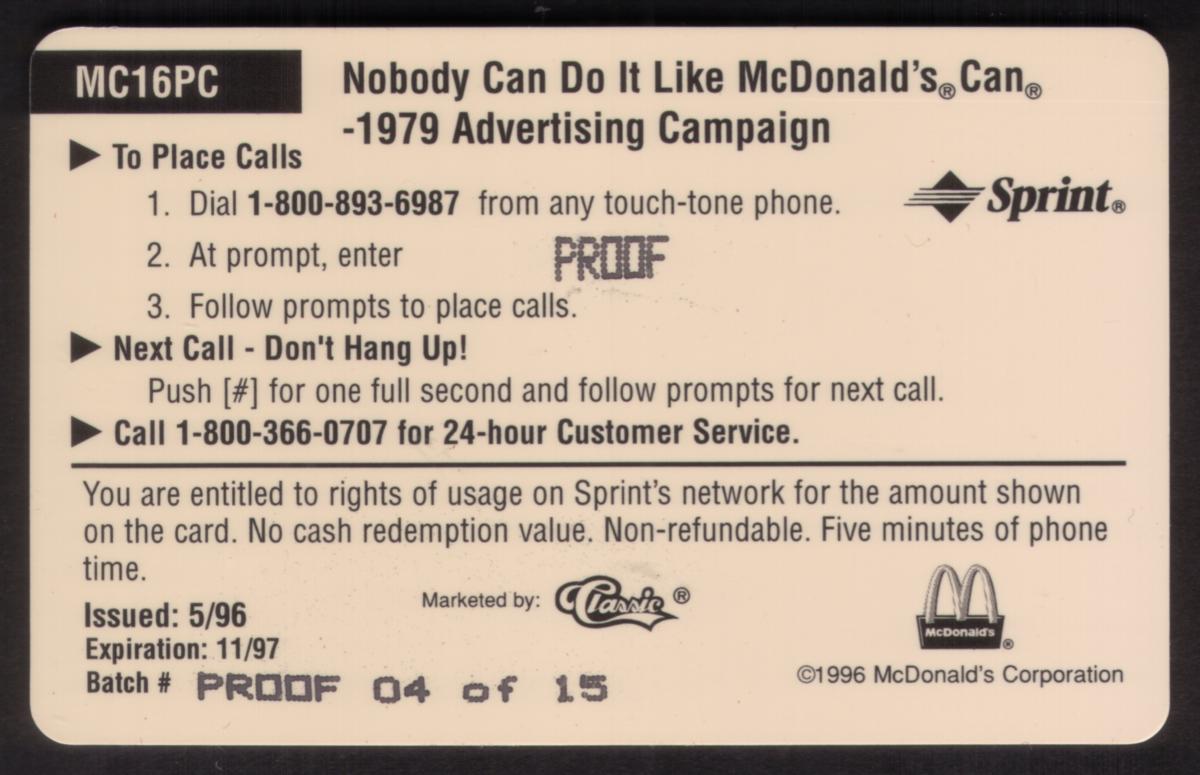 MC16PC
Nobody Can Do It Like McDonald's® Can®
-1979 Advertising Campaign
▶ To Place Calls
1. Dial 1-800-893-6987 from any touch-tone phone.
Sprint®
2. At prompt, enter PROOF
3. Follow prompts to place calls.
▶ Next Call - Don't Hang Up!
Push [#] for one full second and follow prompts for next call.
▶ Call 1-800-366-0707 for 24-hour Customer Service.
You are entitled to rights of usage on Sprint's network for the amount shown
on the card. No cash redemption value. Non-refundable. Five minutes of phone
time.
Marketed by: Classic®
Issued: 5/96
McDonald's®
Expiration: 11/97
©1996 McDonald's Corporation
Batch # PROOF 04 of 15